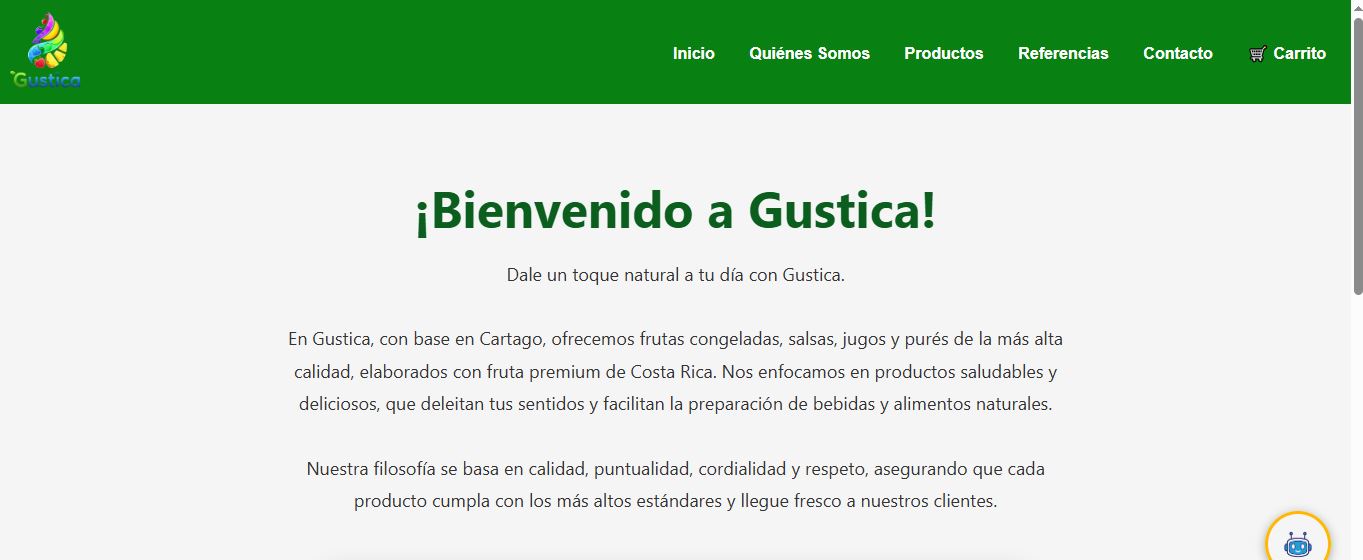 Gustica
Inicio Quiénes Somos Productos Referencias Contacto Carrito
¡Bienvenido a Gustica!
Dale un toque natural a tu día con Gustica.
En Gustica, con base en Cartago, ofrecemos frutas congeladas, salsas, jugos y purés de la más alta
calidad, elaborados con fruta premium de Costa Rica. Nos enfocamos en productos saludables y
deliciosos, que deleitan tus sentidos y facilitan la preparación de bebidas y alimentos naturales.
Nuestra filosofía se basa en calidad, puntualidad, cordialidad y respeto, asegurando que cada
producto cumpla con los más altos estándares y llegue fresco a nuestros clientes.